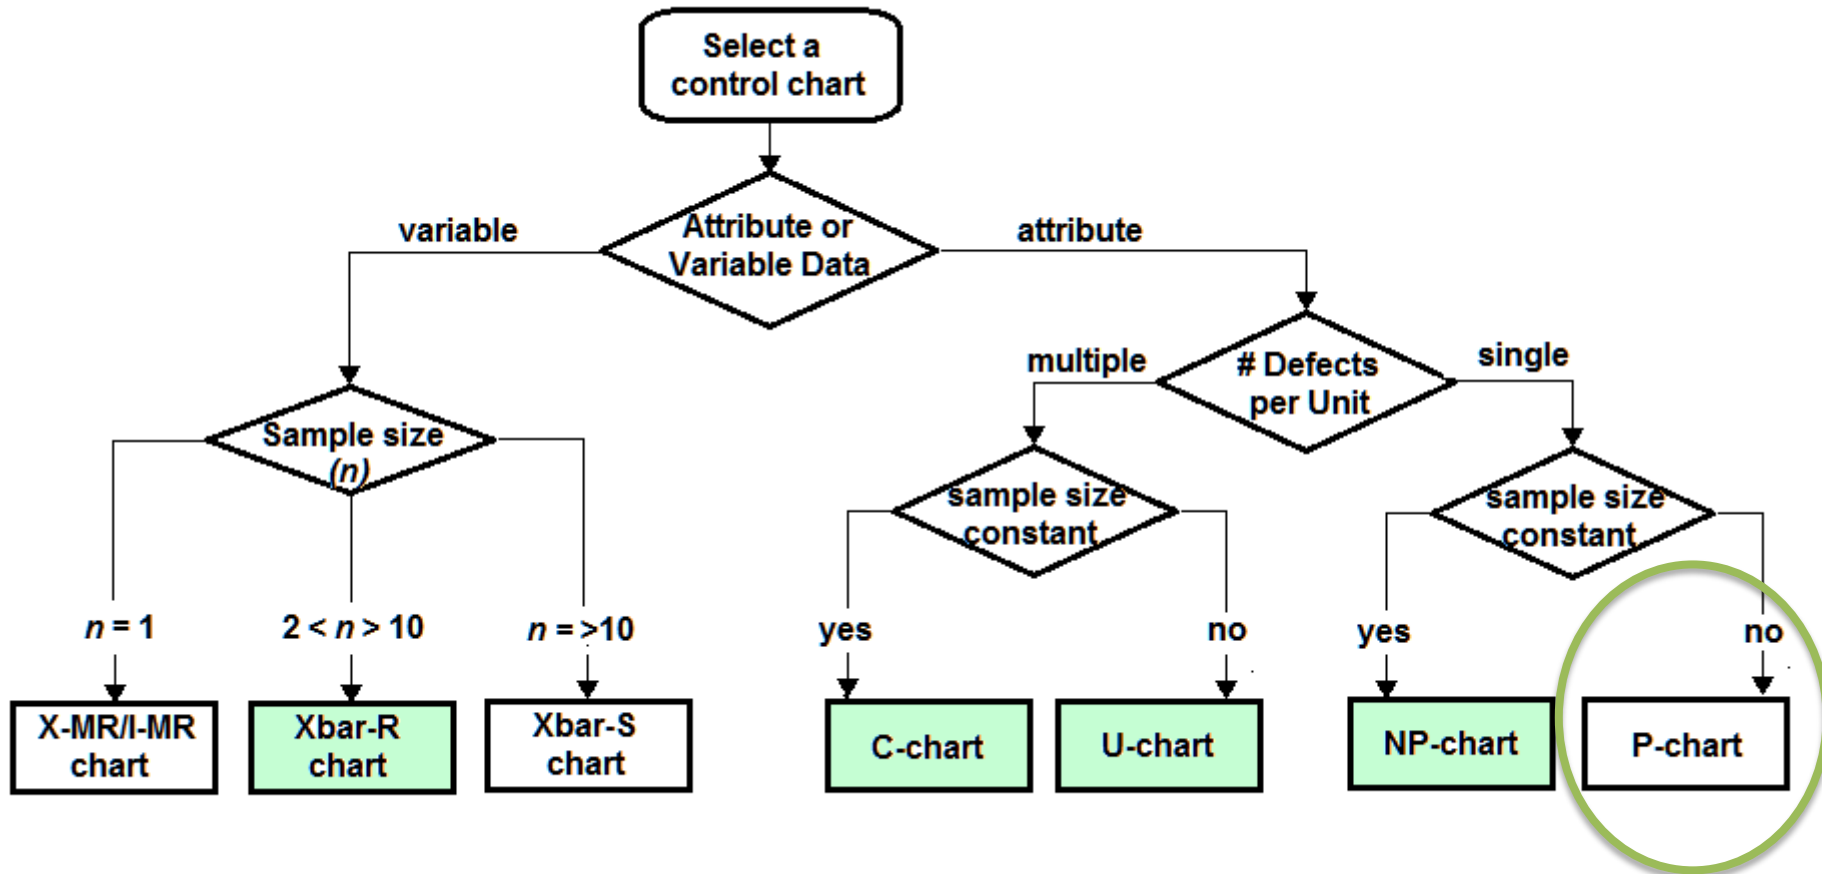 Select a
control chart
variable
Attribute or
Variable Data
attribute
multiple
# Defects
per Unit
single
Sample size
(n)
sample size
constant
sample size
constant
n = 1
2 < n > 10
n = >10
yes
no
yes
no
X-MR/I-MR
chart
Xbar-R
chart
Xbar-S
chart
C-chart
U-chart
NP-chart
P-chart